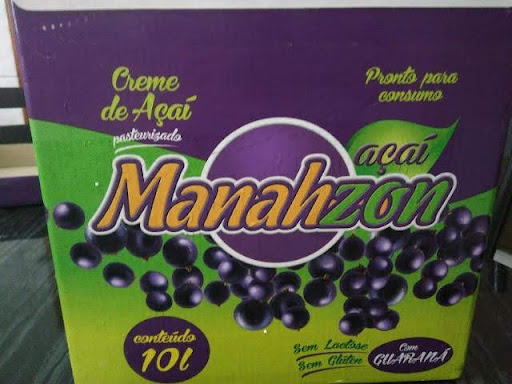 Creme
de Açaí
pasteurizado
Pronto para
consumo
açaí
Manahzon
conteúdo
10l
Sem Lactose
Sem Glúten
Com
GUARANÁ